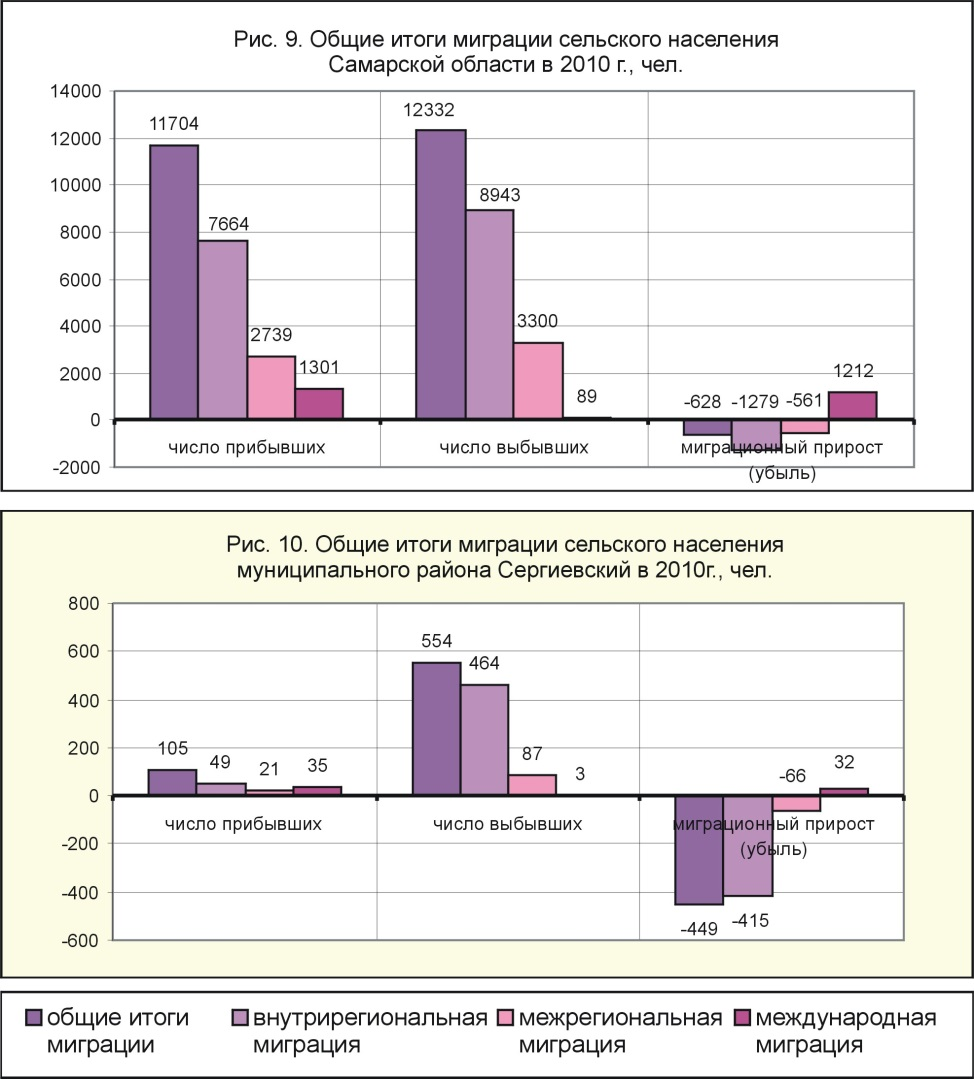 Рис. 9. Общие итоги миграции сельского населения
Самарской области в 2010 г., чел.
14000
12000
10000
8000
6000
4000
2000
0
-2000
11704
7664
2739
1301
12332
8943
3300
89
-628
-1279
-561
1212
число прибывших
число выбывших
миграционный прирост
(убыль)
Рис. 10. Общие итоги миграции сельского населения
муниципального района Сергиевский в 2010г., чел.
800
600
400
200
0
-200
-400
-600
105
49
21
35
554
464
87
3
-449
-415
-66
32
число прибывших
число выбывших
миграционный прирост
(убыль)
общие итоги
миграции
внутрирегиональная
миграция
межрегиональная
миграция
международная
миграция